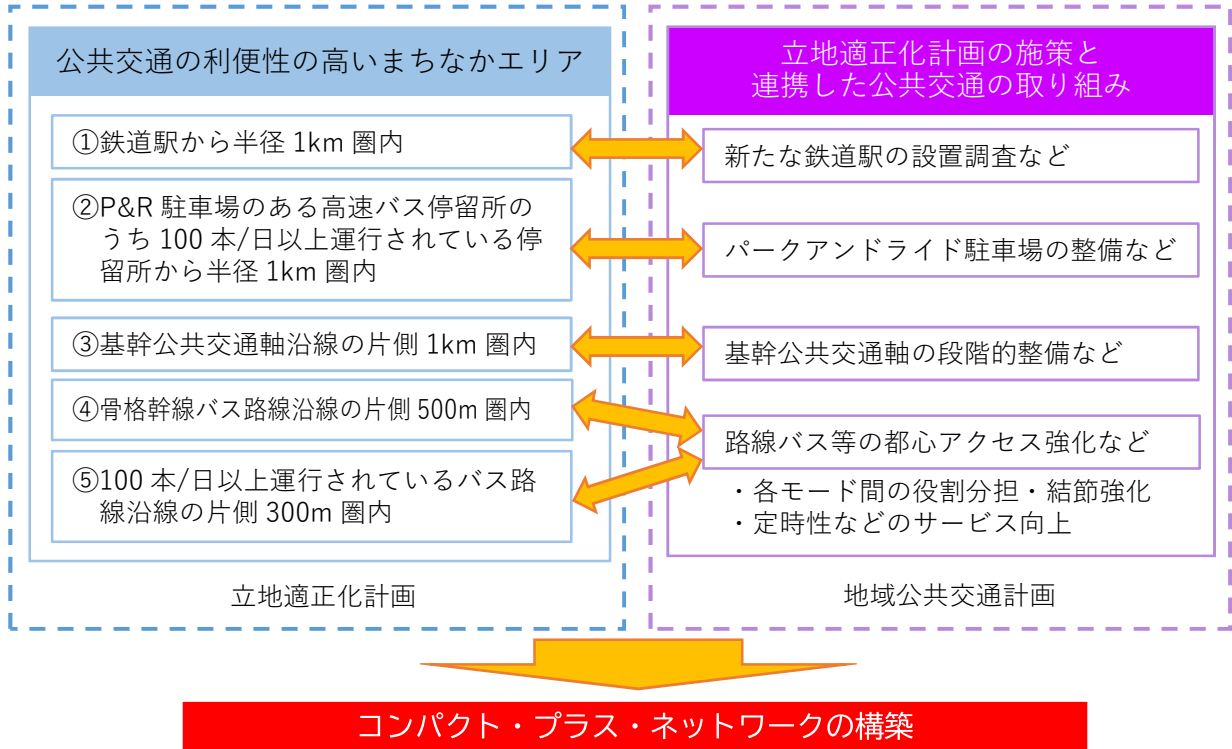 公共交通の利便性の高いまちなかエリア
①鉄道駅から半径 1km 圏内
②P&R 駐車場のある高速バス停留所の
うち 100 本/日以上運行されている停
留所から半径 1km 圏内
③基幹公共交通軸沿線の片側 1km 圏内
④骨格幹線バス路線沿線の片側 500m 圏内
⑤100 本/日以上運行されているバス路
線沿線の片側 300m 圏内
立地適正化計画
立地適正化計画の施策と
連携した公共交通の取り組み
新たな鉄道駅の設置調査など
パークアンドライド駐車場の整備など
基幹公共交通軸の段階的整備など
路線バス等の都心アクセス強化など
・各モード間の役割分担・結節強化
・定時性などのサービス向上
地域公共交通計画
コンパクト・プラス・ネットワークの構築